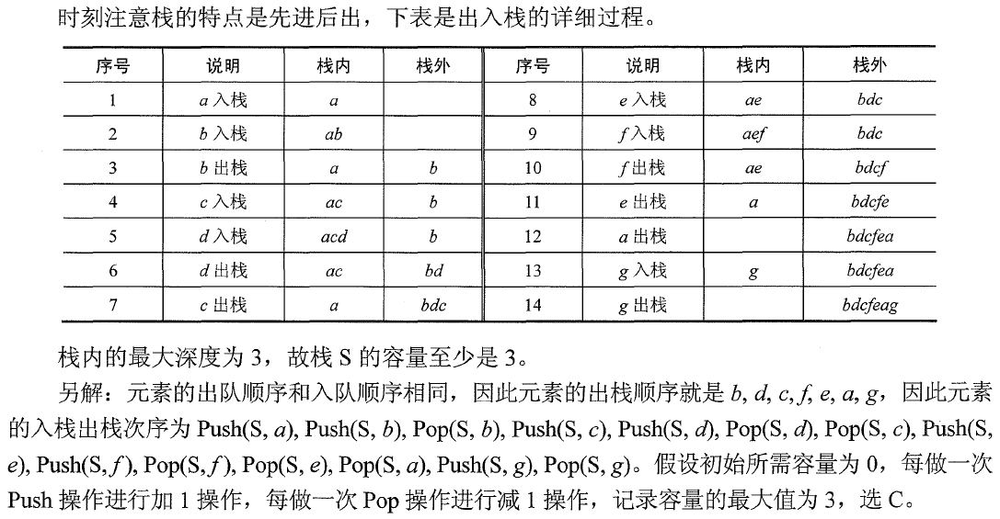 时刻注意栈的特点是先进后出，下表是出入栈的详细过程。
序号 说明 栈内 栈外 序号 说明 栈内 栈外
1 a 入栈 a 8 e 入栈 ae bdc
2 b 入栈 ab 9 f 入栈 aef bdc
3 b 出栈 a b 10 f 出栈 ae bdcf
4 c 入栈 ac b 11 e 出栈 a bdcfe
5 d 入栈 acd b 12 a 出栈 bdcfea
6 d 出栈 ac bd 13 g 入栈 g bdcfea
7 c 出栈 a bdc 14 g 出栈 bdcfeag
栈内的最大深度为 3，故栈 S 的容量至少是 3。
另解：元素的出队顺序和入队顺序相同，因此元素的出栈顺序就是 b, d, c, f, e, a, g，因此元素
的入栈出栈次序为 Push(S, a), Push(S, b), Pop(S, b), Push(S, c), Push(S, d), Pop(S, d), Pop(S, c), Push(S,
e), Push(S, f ), Pop(S, f ), Pop(S, e), Pop(S, a), Push(S, g), Pop(S, g)。假设初始所需容量为 0，每做一次
Push 操作进行加 1 操作，每做一次 Pop 操作进行减 1 操作，记录容量的最大值为 3，选 C。